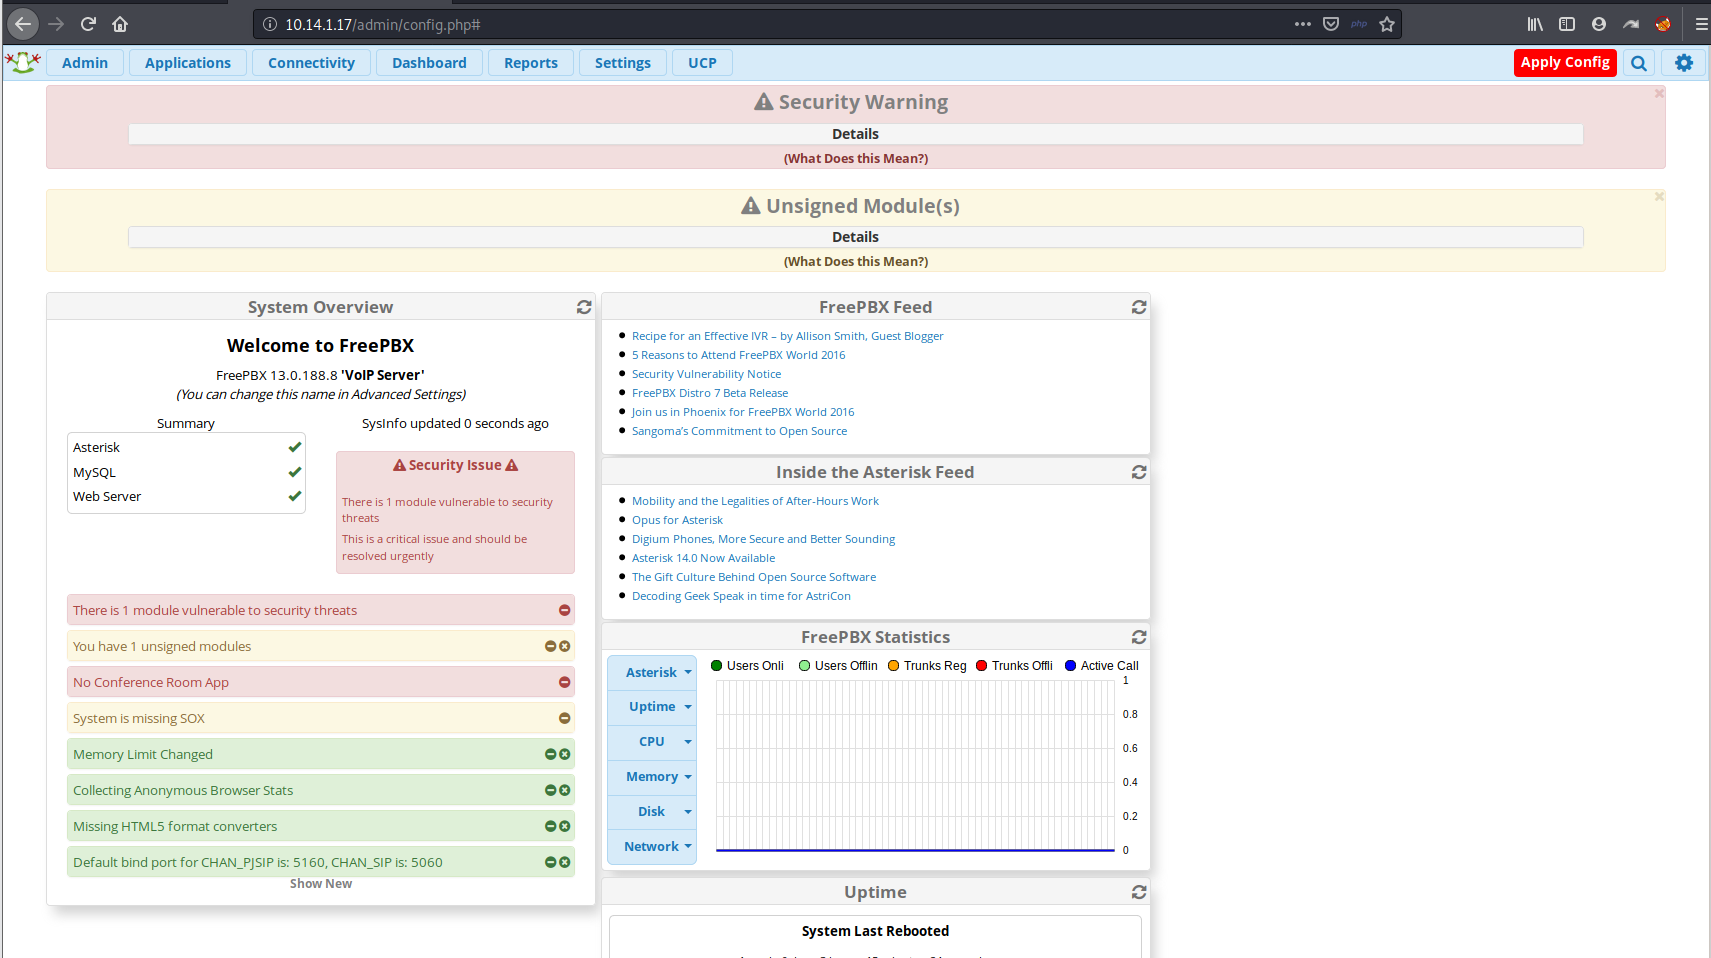 10.14.1.17/admin/config.php#
php
Admin
Applications
Connectivity
Dashboard
Reports
Settings
UCP
Apply Config
Security Warning
Details
(What Does this Mean?)
Unsigned Module(s)
Details
(What Does this Mean?)
System Overview
Welcome to FreePBX
FreePBX 13.0.188.8 'VoIP Server'
(You can change this name in Advanced Settings)
Summary
Asterisk
MySQL
Web Server
SysInfo updated 0 seconds ago
Security Issue
There is 1 module vulnerable to security
threats
This is a critical issue and should be
resolved urgently
There is 1 module vulnerable to security threats
You have 1 unsigned modules
No Conference Room App
System is missing SOX
Memory Limit Changed
Collecting Anonymous Browser Stats
Missing HTML5 format converters
Default bind port for CHAN_PJSIP is: 5160, CHAN_SIP is: 5060
Show New
FreePBX Feed
Recipe for an Effective IVR – by Allison Smith, Guest Blogger
5 Reasons to Attend FreePBX World 2016
Security Vulnerability Notice
FreePBX Distro 7 Beta Release
Join us in Phoenix for FreePBX World 2016
Sangoma's Commitment to Open Source
Inside the Asterisk Feed
Mobility and the Legalities of After-Hours Work
Opus for Asterisk
Digium Phones, More Secure and Better Sounding
Asterisk 14.0 Now Available
The Gift Culture Behind Open Source Software
Decoding Geek Speak in time for AstriCon
FreePBX Statistics
Asterisk
Uptime
CPU
Memory
Disk
Network
Users Onli
Users Offlin
Trunks Reg
Trunks Offli
Active Call
1
0.8
0.6
0.4
0.2
0
Uptime
System Last Rebooted